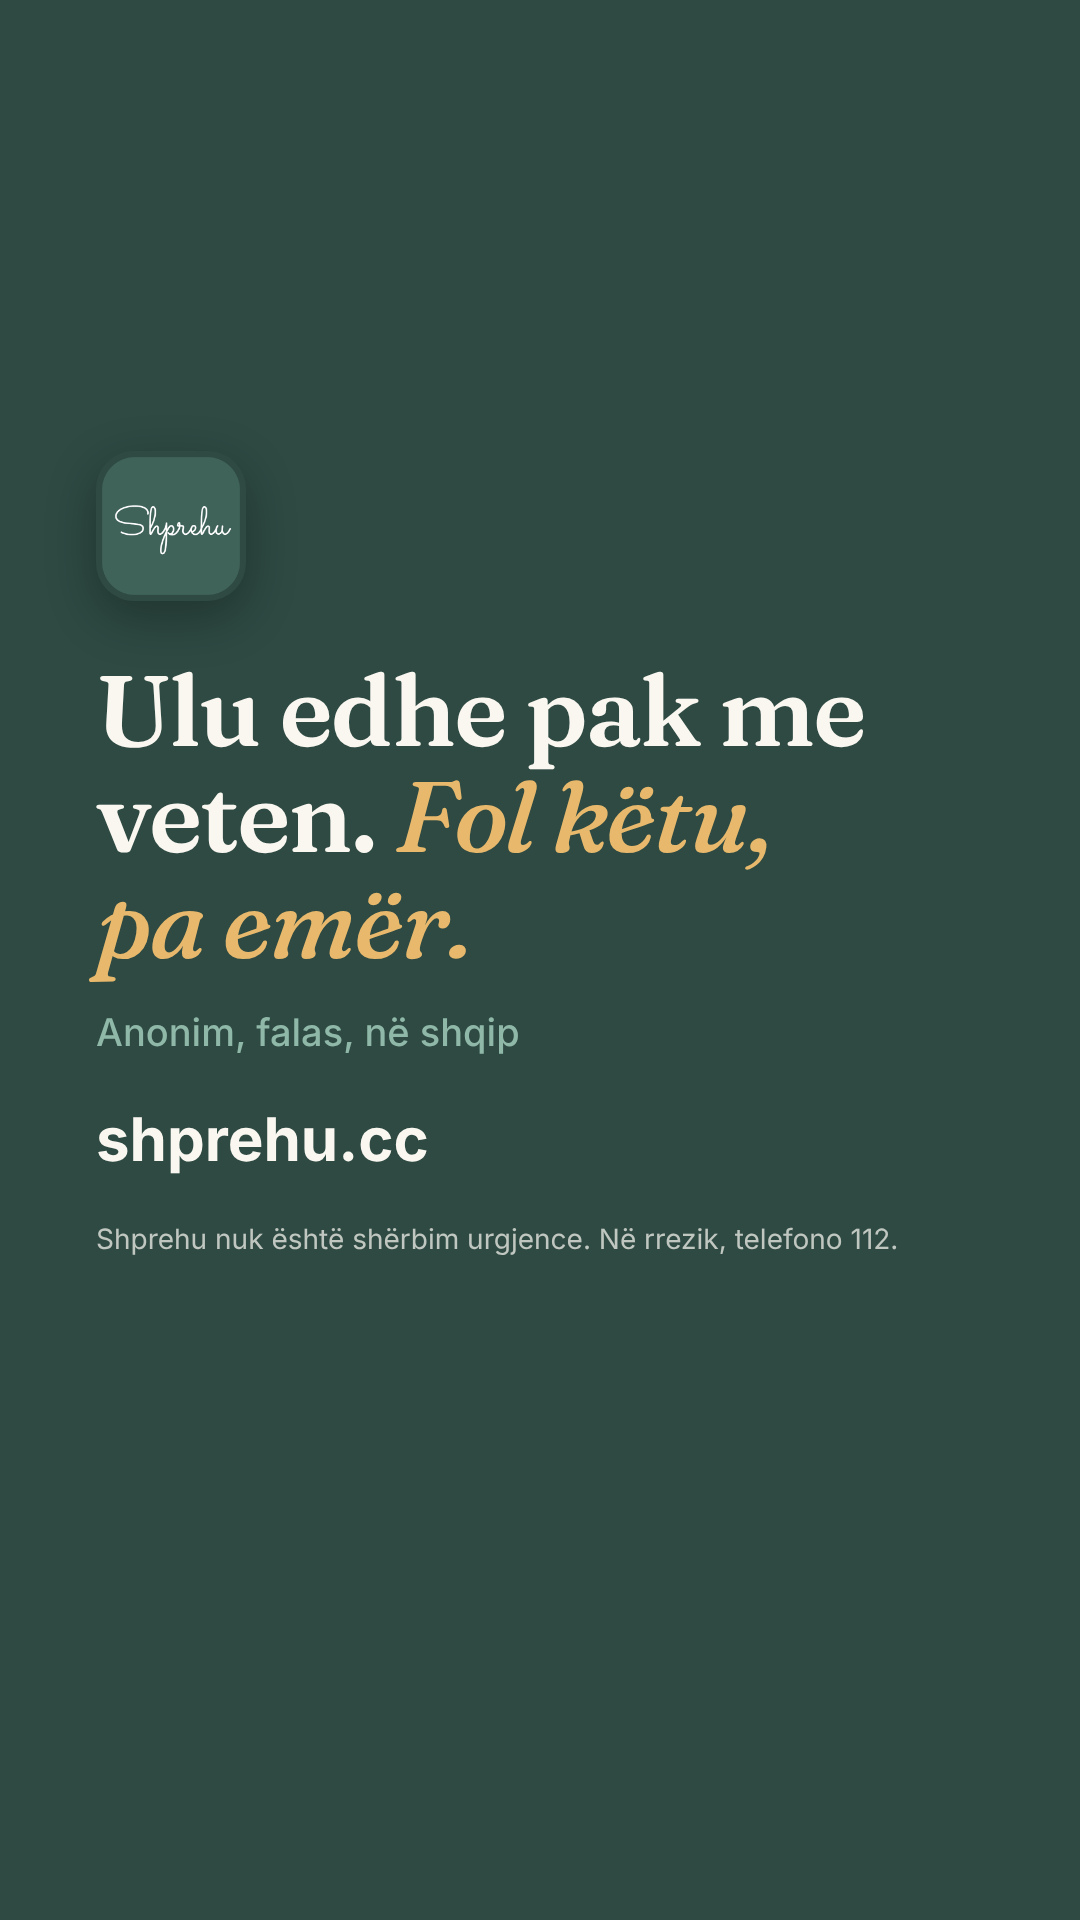 Shprehu
Ulu edhe pak me
veten. Fol këtu,
pa emër.
Anonim, falas, në shqip
shprehu.cc
Shprehu nuk është shërbim urgjence. Në rrezik, telefono 112.